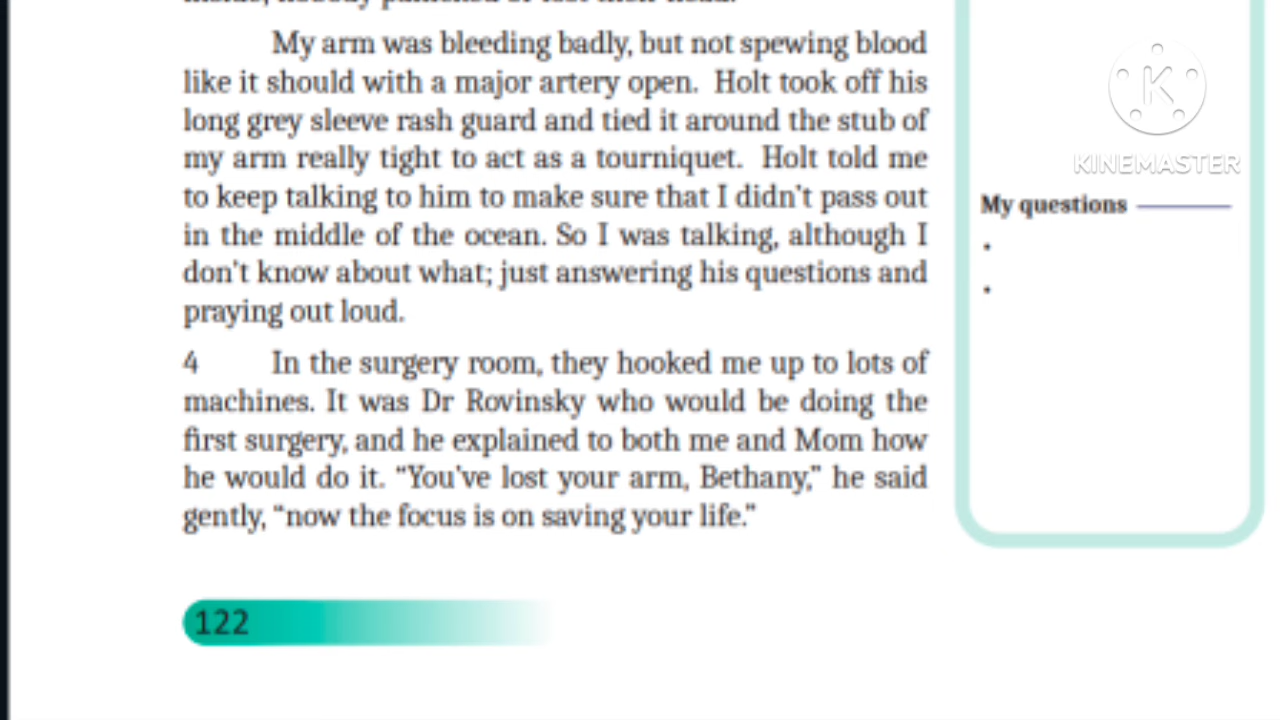 My arm was bleeding badly, but not spewing blood
like it should with a major artery open. Holt took off his
long grey sleeve rash guard and tied it around the stub of
my arm really tight to act as a tourniquet. Holt told me
to keep talking to him to make sure that I didn't pass out
in the middle of the ocean. So I was talking, although I
don't know about what; just answering his questions and
praying out loud.
4 In the surgery room, they hooked me up to lots of
machines. It was Dr Rovinsky who would be doing the
first surgery, and he explained to both me and Mom how
he would do it. “You've lost your arm, Bethany,” he said
gently, “now the focus is on saving your life.”
122
K
KINEMASTER
My questions
•
•